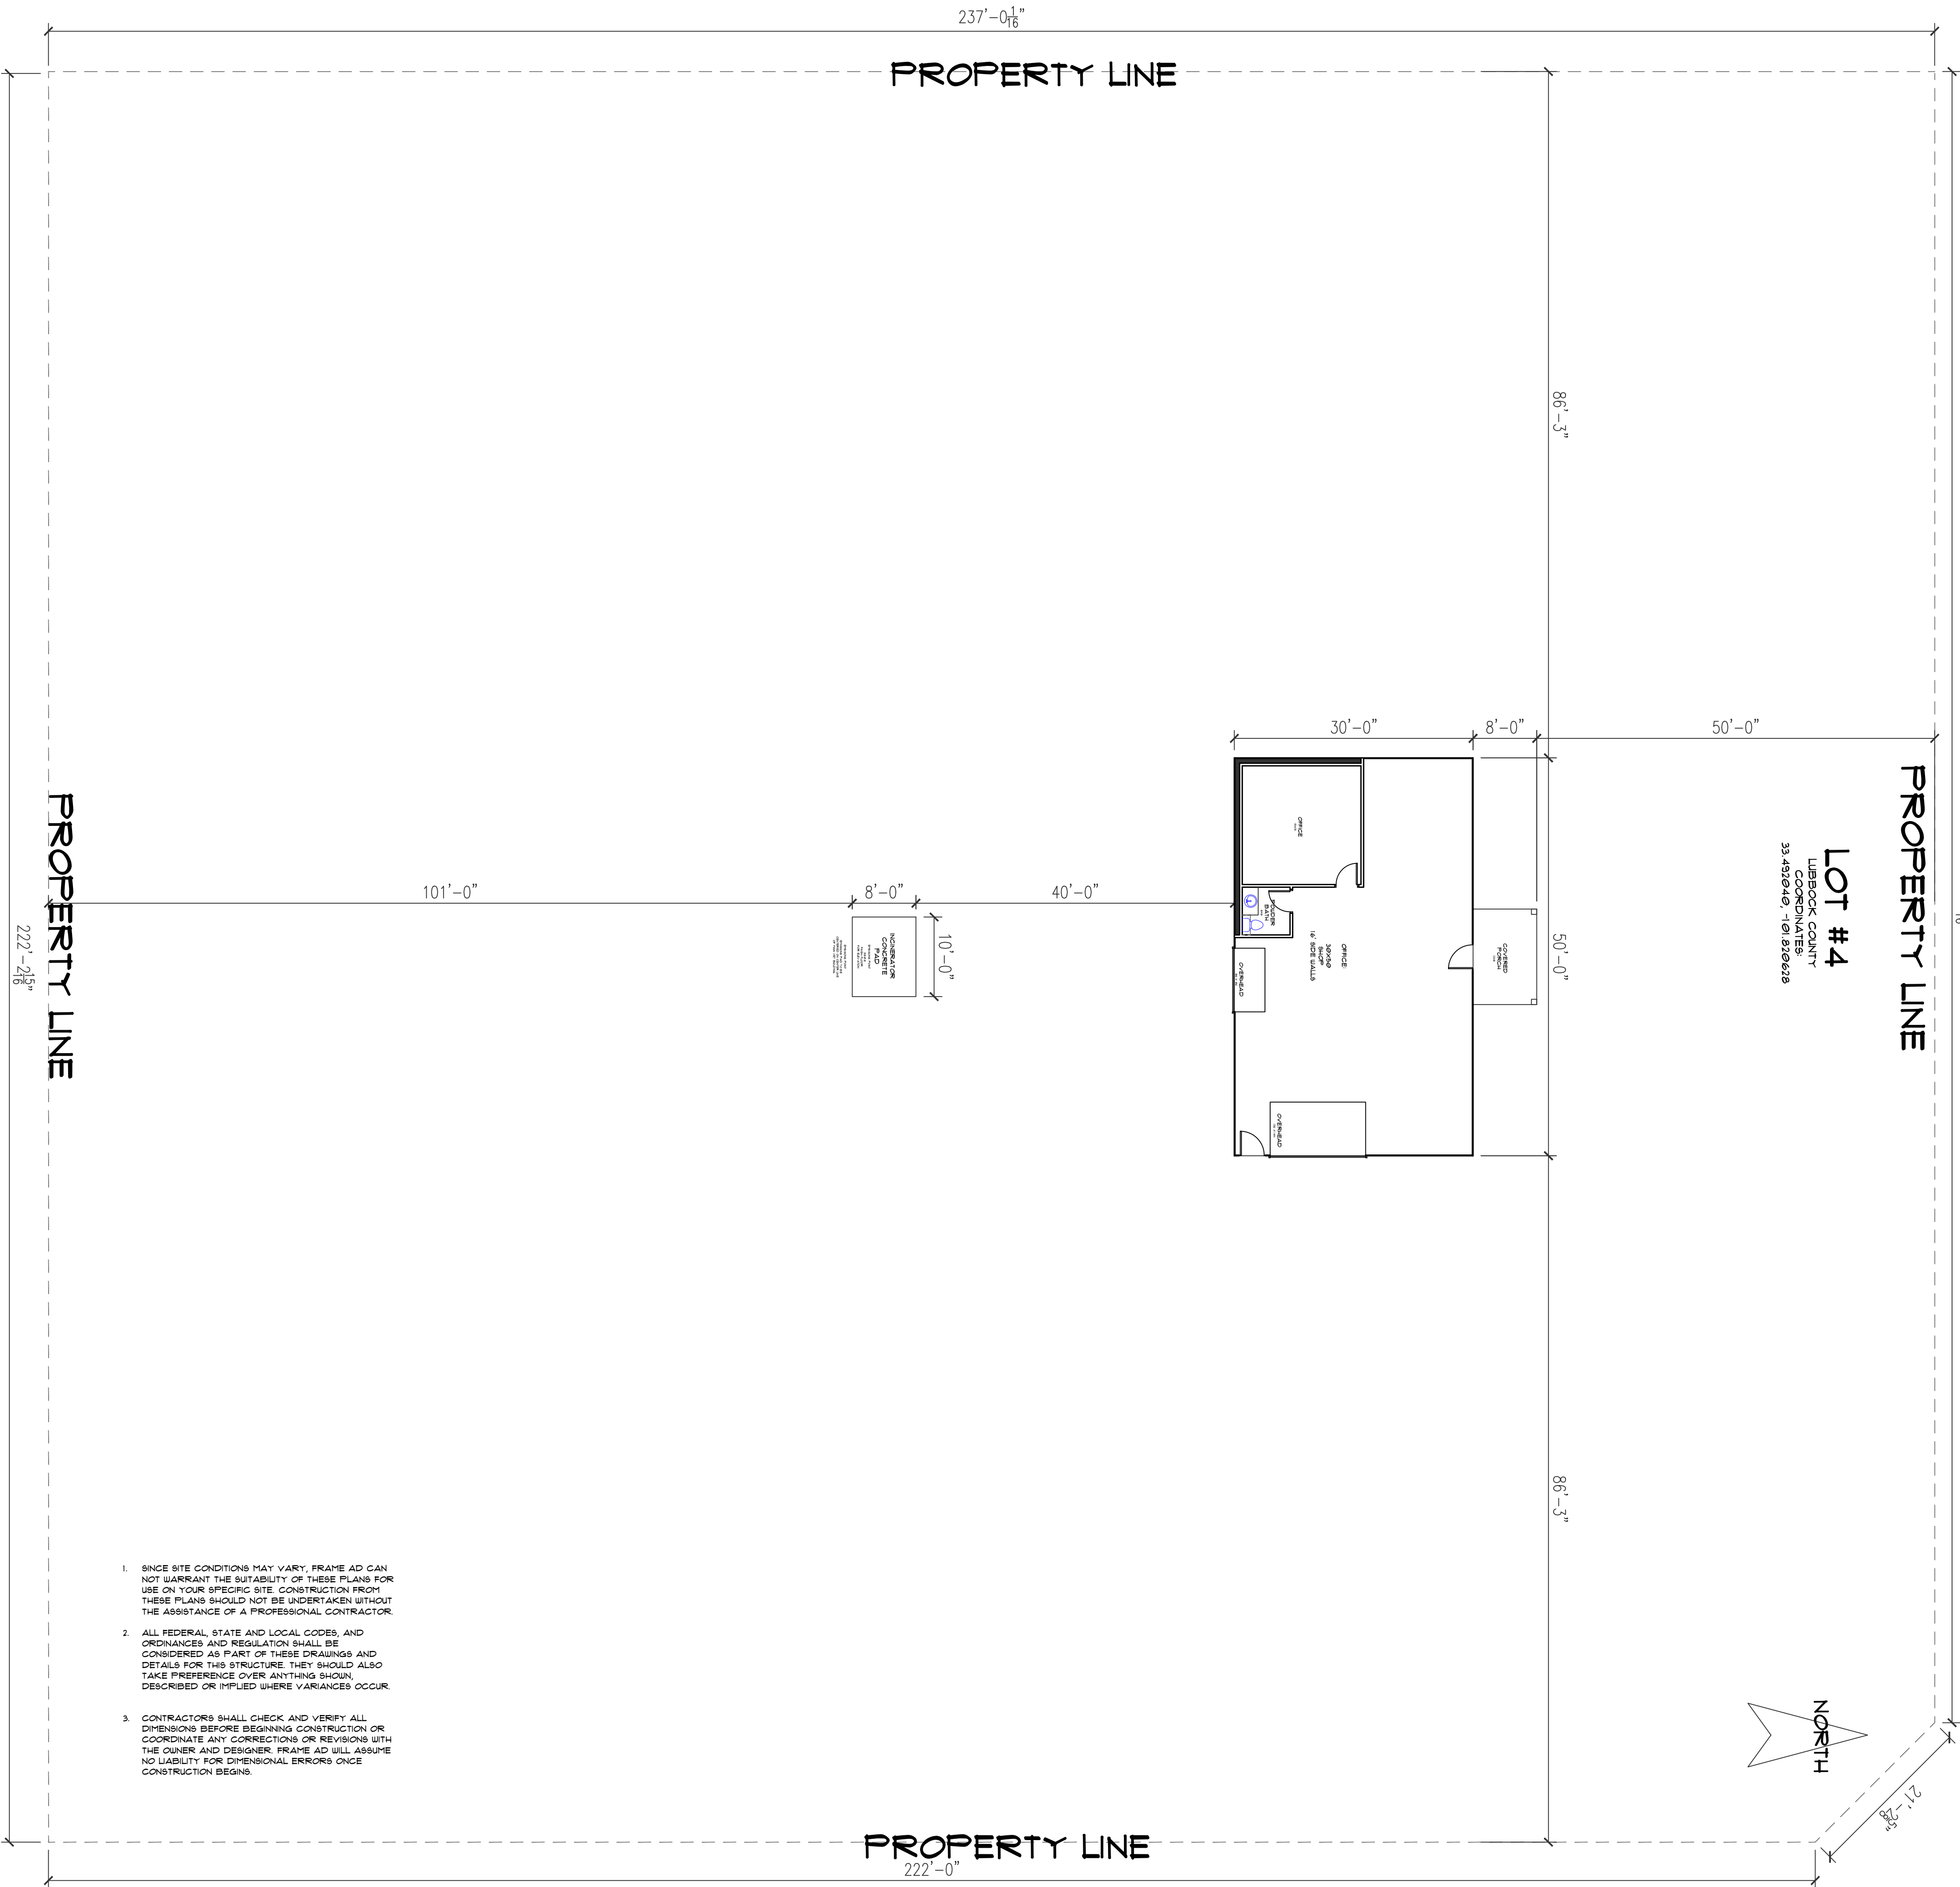 237'-0 1/16"
PROPERTY LINE
86'-3"
30'-0"
8'-0"
50'-0"
PROPERTY LINE
LOT #4
LUBBOCK COUNTY
COORDINATES:
33.492040, -101.820628
OFFICE
POWDER
BATH
OFFICE:
30X50
SHOP
16' SIDE WALLS
OVERHEAD
OVERHEAD
COVERED
PORCH
50'-0"
101'-0"
8'-0"
40'-0"
10'-0"
INCINERATOR
CONCRETE
PAD
PROPERTY LINE
222'-2 15/16"
86'-3"
1. SINCE SITE CONDITIONS MAY VARY, FRAME AD CAN
NOT WARRANT THE SUITABILITY OF THESE PLANS FOR
USE ON YOUR SPECIFIC SITE. CONSTRUCTION FROM
THESE PLANS SHOULD NOT BE UNDERTAKEN WITHOUT
THE ASSISTANCE OF A PROFESSIONAL CONTRACTOR.
2. ALL FEDERAL, STATE AND LOCAL CODES, AND
ORDINANCES AND REGULATION SHALL BE
CONSIDERED AS PART OF THESE DRAWINGS AND
DETAILS FOR THIS STRUCTURE. THEY SHOULD ALSO
TAKE PREFERENCE OVER ANYTHING SHOWN,
DESCRIBED OR IMPLIED WHERE VARIANCES OCCUR.
3. CONTRACTORS SHALL CHECK AND VERIFY ALL
DIMENSIONS BEFORE BEGINNING CONSTRUCTION OR
COORDINATE ANY CORRECTIONS OR REVISIONS WITH
THE OWNER AND DESIGNER. FRAME AD WILL ASSUME
NO LIABILITY FOR DIMENSIONAL ERRORS ONCE
CONSTRUCTION BEGINS.
NORTH
21'-2 5/8"
PROPERTY LINE
222'-0"